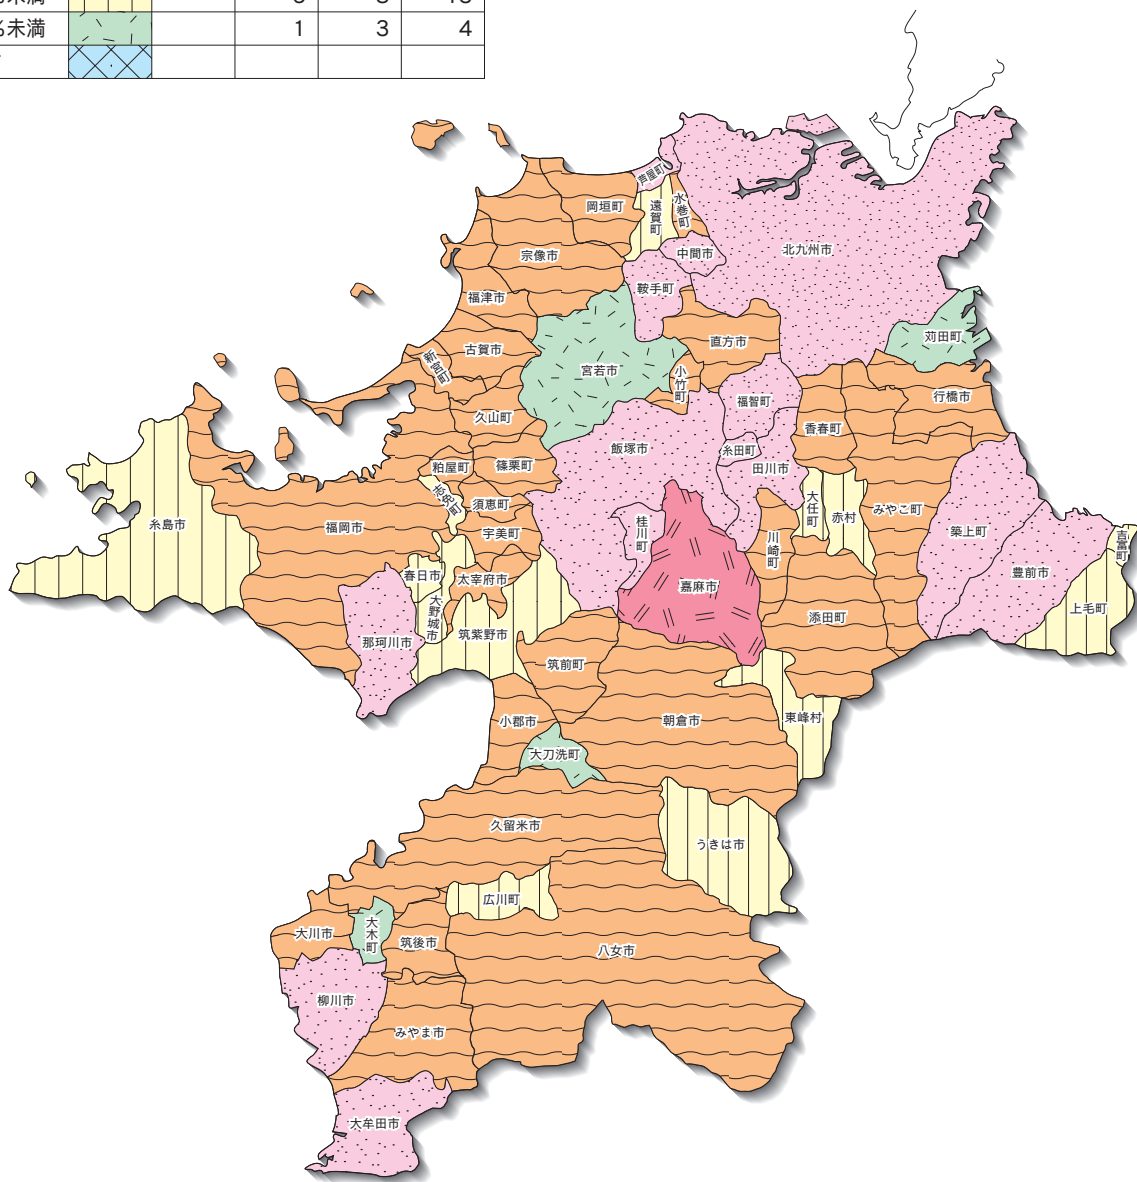 %未満 1 3 4
芦屋町
岡垣町
遠賀町
水巻町
北九州市
中間市
宗像市
鞍手町
福津市
苅田町
直方市
古賀市
新宮町
宮若市
小竹町
行橋市
福智町
久山町
香春町
飯塚市
糸田町
田川市
粕屋町
篠栗町
志免町
須恵町
大任町
赤村
みやこ町
糸島市
福岡市
宇美町
桂川町
川崎町
築上町
吉富町
春日市
太宰府市
豊前市
嘉麻市
上毛町
大野城市
筑紫野市
添田町
那珂川市
筑前町
小郡市
朝倉市
東峰村
大刀洗町
久留米市
うきは市
広川町
大川市
大木町
筑後市
八女市
柳川市
みやま市
大牟田市